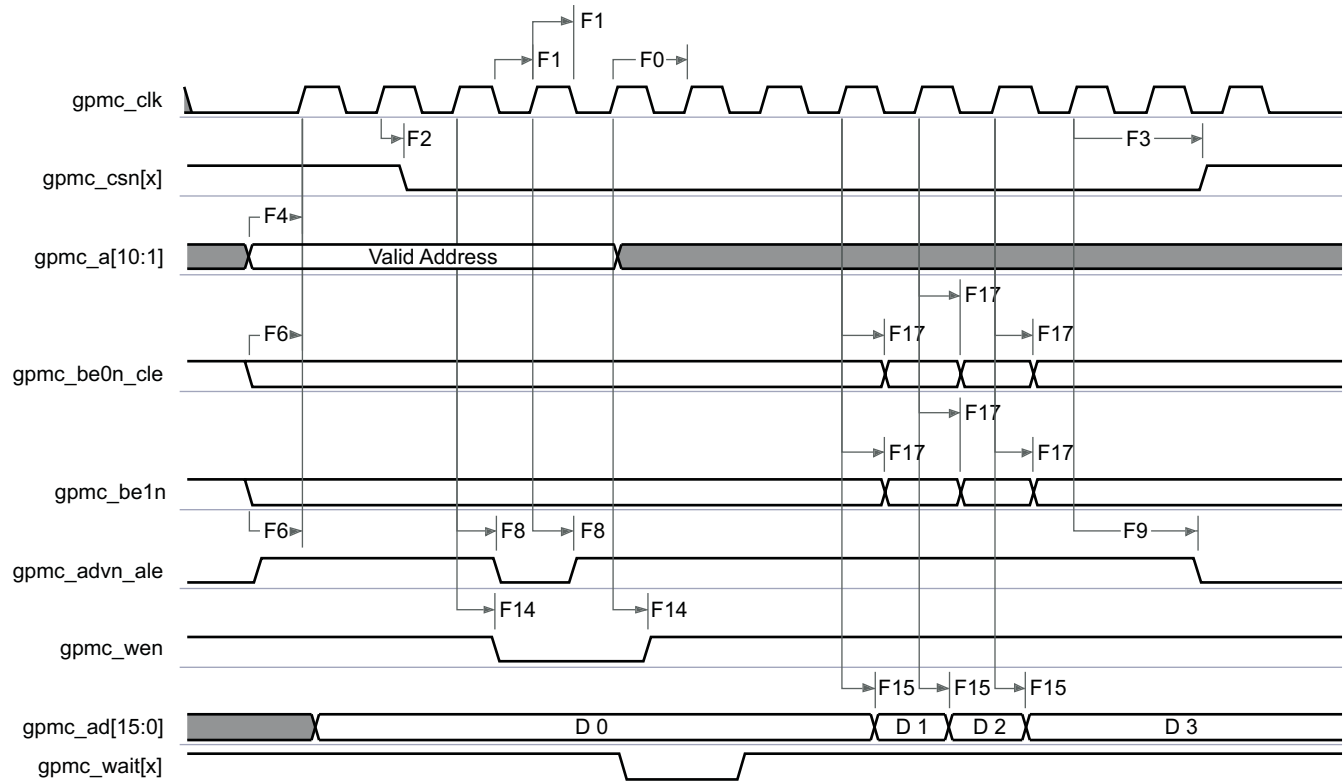 F1
F1 F0
gpmc_clk
F2 F3
gpmc_csn[x]
F4
gpmc_a[10:1] Valid Address
F17
F6 F17 F17
gpmc_be0n_cle
F17
F17 F17
gpmc_be1n
F6 F8 F8 F9
gpmc_advn_ale
F14 F14
gpmc_wen
F15 F15 F15
gpmc_ad[15:0] D 0 D 1 D 2 D 3
gpmc_wait[x]